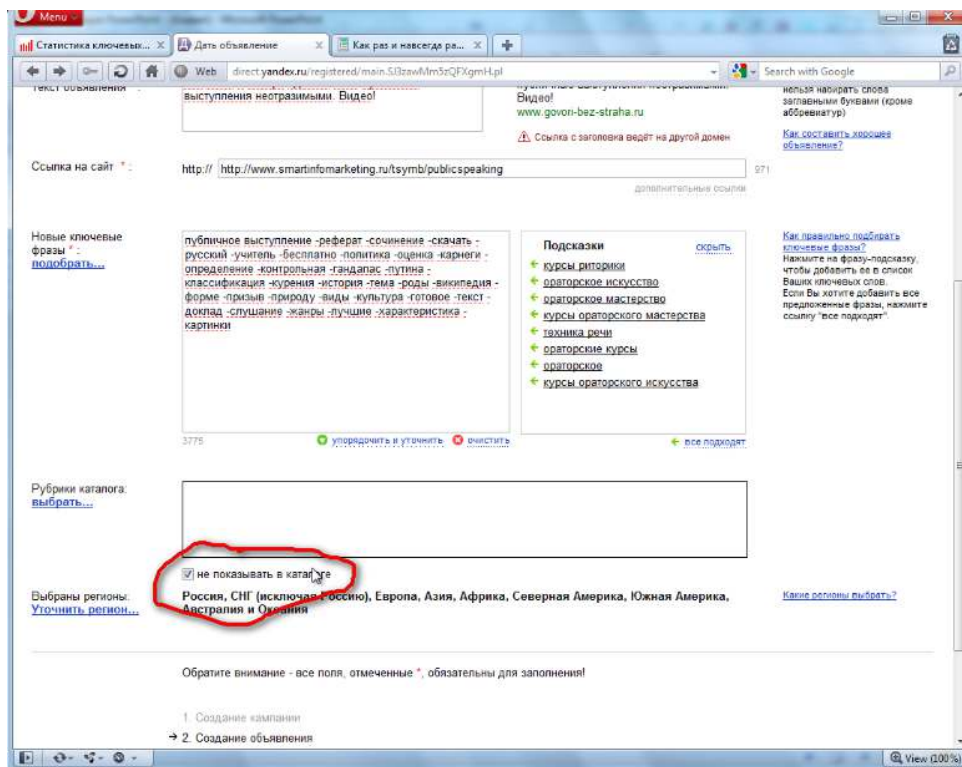 Menu
Статистика ключевых... X
Дать объявление X
Как раз и навсегда ра... X
Web direct.yandex.ru/registered/main.SJ3zawMm5zQFXgmH.pl
Search with Google
Текст объявления
выступления неотразимыми. Видео!
Видео!
www.govori-bez-straha.ru
Ссылка с заголовка ведёт на другой домен
нельзя набирать слова
заглавными буквами (кроме
аббревиатур)
Как составить хорошее
объявление?
Ссылка на сайт * :
http:// http://www.smartinfomarketing.ru/tsymb/publicspeaking
971
дополнительные ссылки
Новые ключевые
фразы * :
подобрать...
публичное выступление -реферат -сочинение -скачать -
русский -учитель -бесплатно -политика -оценка -карнеги -
определение -контрольная -гандапас -путина -
классификация -курения -история -тема -роды -википедия -
форме -призыв -природу -виды -культура -готовое -текст -
доклад -слушание -жанры -лучшие -характеристика -
картинки
3775
упорядочить и уточнить
очистить
Подсказки скрыть
курсы риторики
ораторское искусство
ораторское мастерство
курсы ораторского мастерства
техника речи
ораторские курсы
ораторское
курсы ораторского искусства
все подходят
Как правильно подбирать
ключевые фразы?
Нажмите на фразу-подсказку,
чтобы добавить ее в список
Ваших ключевых слов.
Если Вы хотите добавить все
предложенные фразы, нажмите
ссылку "все подходят".
Рубрики каталога:
выбрать...
не показывать в каталоге
Выбраны регионы:
Уточнить регион...
Россия, СНГ (исключая Россию), Европа, Азия, Африка, Северная Америка, Южная Америка,
Австралия и Океания
Какие регионы выбрать?
Обратите внимание - все поля, отмеченные *, обязательны для заполнения!
1. Создание кампании
→ 2. Создание объявления
View (100%)